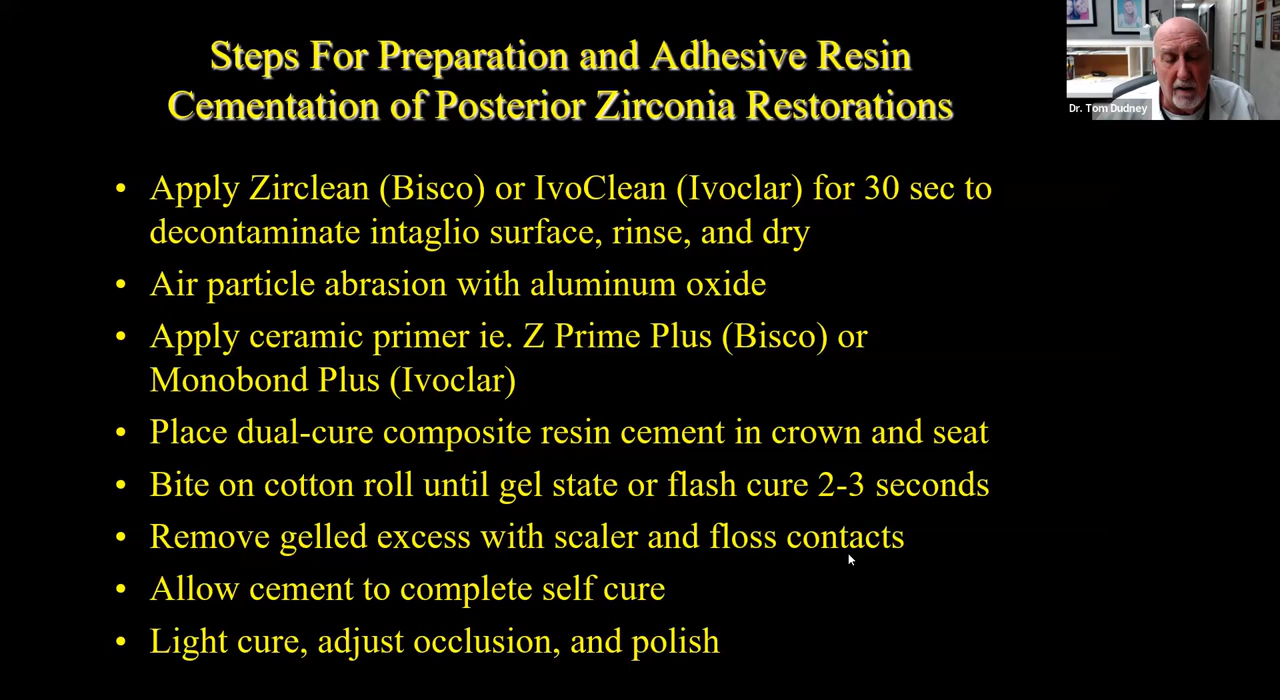 Steps For Preparation and Adhesive Resin
Cementation of Posterior Zirconia Restorations
Dr. Tom Dudney
• Apply Zirclean (Bisco) or IvoClean (Ivoclar) for 30 sec to
decontaminate intaglio surface, rinse, and dry
• Air particle abrasion with aluminum oxide
• Apply ceramic primer ie. Z Prime Plus (Bisco) or
Monobond Plus (Ivoclar)
• Place dual-cure composite resin cement in crown and seat
• Bite on cotton roll until gel state or flash cure 2-3 seconds
• Remove gelled excess with scaler and floss contacts
• Allow cement to complete self cure
• Light cure, adjust occlusion, and polish